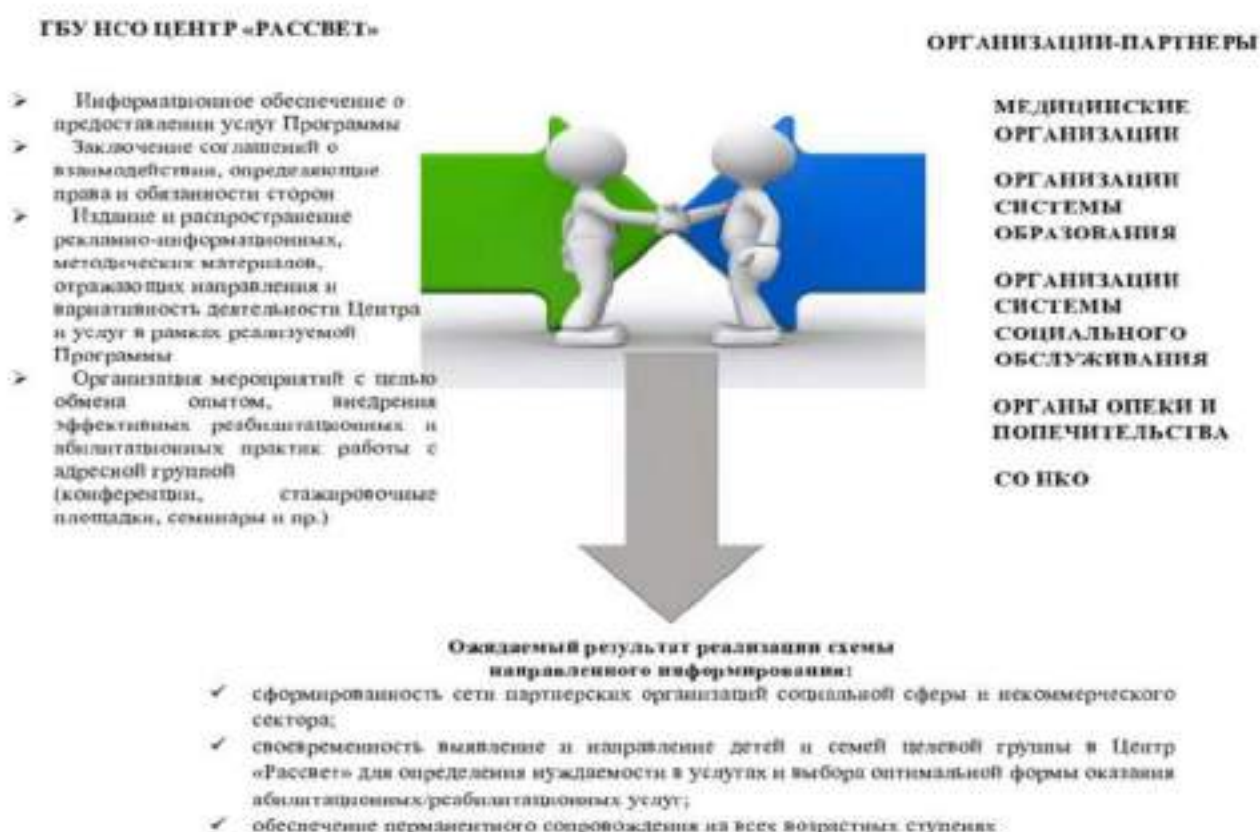 ГБУ НСО ЦЕНТР «РАССВЕТ»
➢ Информационное обеспечение о
предоставлении услуг Программы
➢ Заключение соглашений о
взаимодействии, определяющие
права и обязанности сторон
➢ Издание и распространение
рекламно-информационных,
методических материалов,
отражающих направления и
вариативность деятельности Центра
и услуг в рамках реализуемой
Программы
➢ Организация мероприятий с целью
обмена опытом, внедрения
эффективных реабилитационных и
абилитационных практик работы с
адресной группой
(конференции, стажировочные
площадки, семинары и пр.)
ОРГАНИЗАЦИИ-ПАРТНЕРЫ
МЕДИЦИНСКИЕ
ОРГАНИЗАЦИИ
ОРГАНИЗАЦИИ
СИСТЕМЫ
ОБРАЗОВАНИЯ
ОРГАНИЗАЦИИ
СИСТЕМЫ
СОЦИАЛЬНОГО
ОБСЛУЖИВАНИЯ
ОРГАНЫ ОПЕКИ И
ПОПЕЧИТЕЛЬСТВА
СО НКО
Ожидаемый результат реализации схемы
направленного информирования:
✓ сформированность сети партнерских организаций социальной сферы и некоммерческого
сектора;
✓ своевременность выявление и направление детей и семей целевой группы в Центр
«Рассвет» для определения нуждаемости в услугах и выбора оптимальной формы оказания
абилитационных/реабилитационных услуг;
✓ обеспечение перманентного сопровождения на всех возрастных ступенях